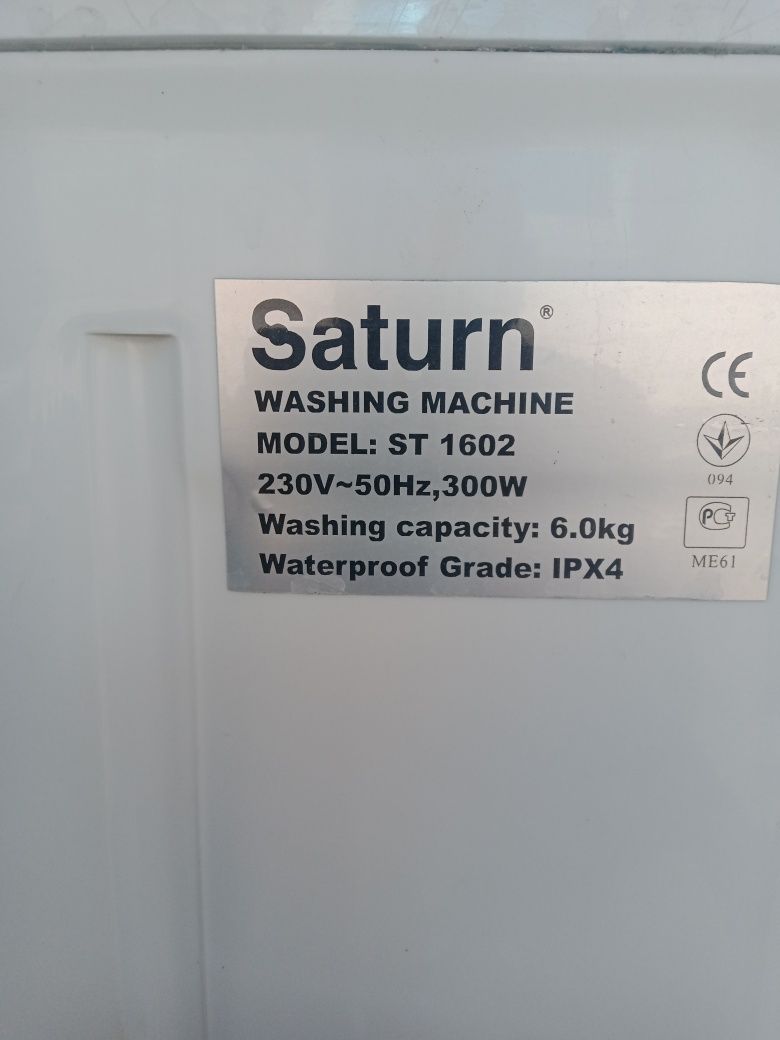 Saturn®
WASHING MACHINE
MODEL: ST 1602
230V~50Hz,300W
Washing capacity: 6.0kg
Waterproof Grade: IPX4
CE
094
РСТ
ME61